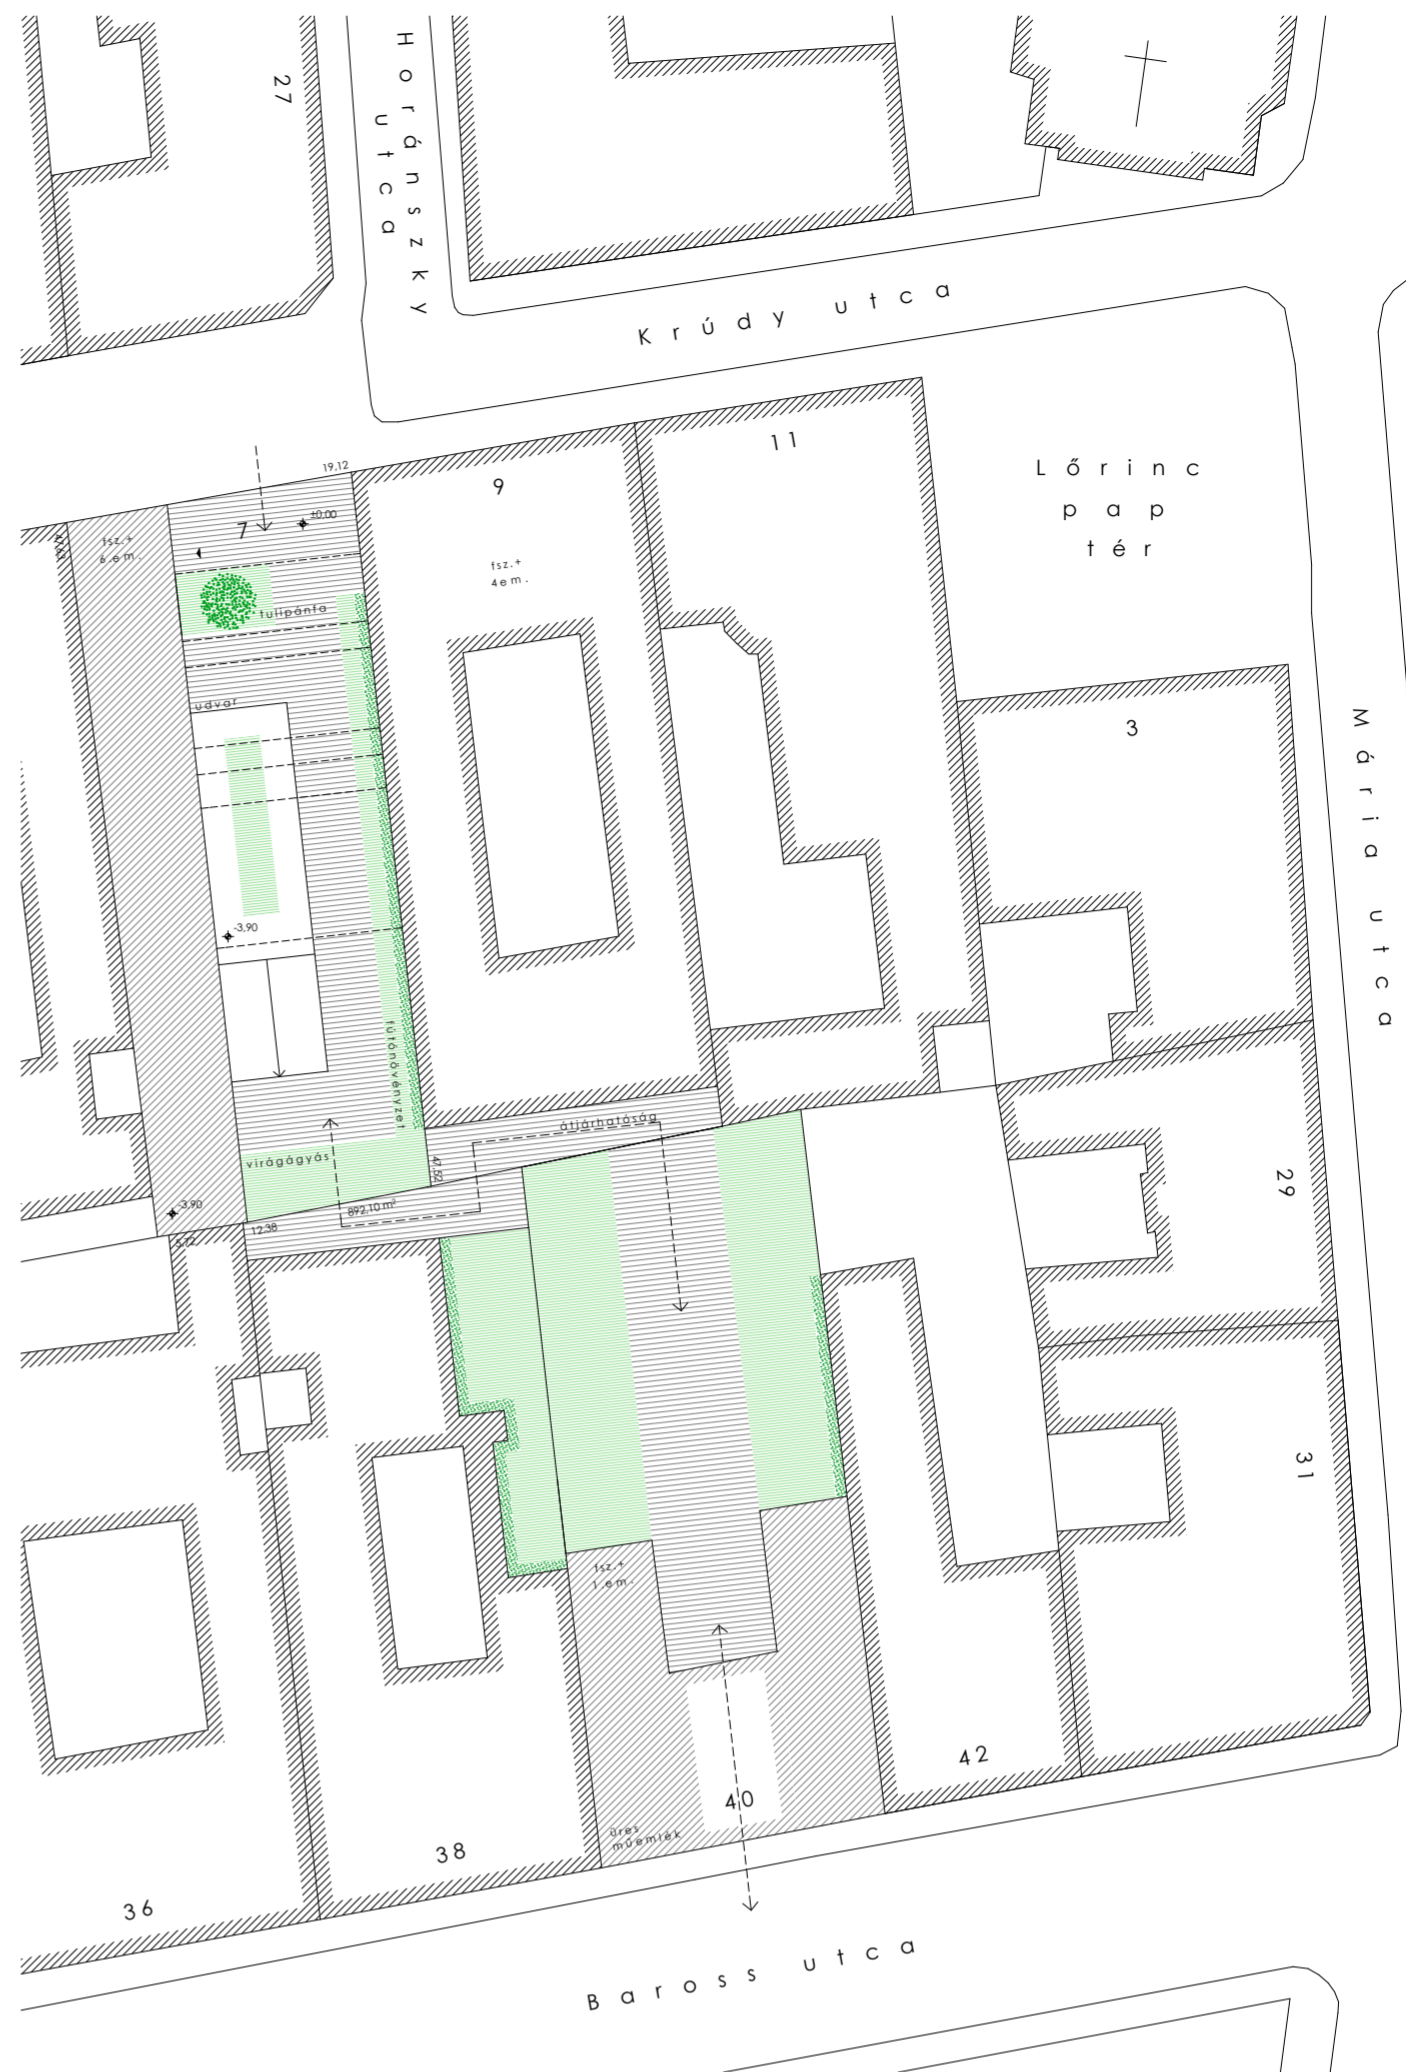 27
Horánszky
utca
Krúdy utca
11
Lőrinc
pap
tér
19,12
9
7
±0,00
fsz.+
6.em.
fsz.+
4em.
tulipánfa
udvar
3
Mária utca
-3,90
futónövényzet
átjárhatóság
virágágyás
47,52
892,10 m²
12,38
-3,90
29
31
fsz.+
1.em.
42
40
üres
műemlék
38
36
Baross utca